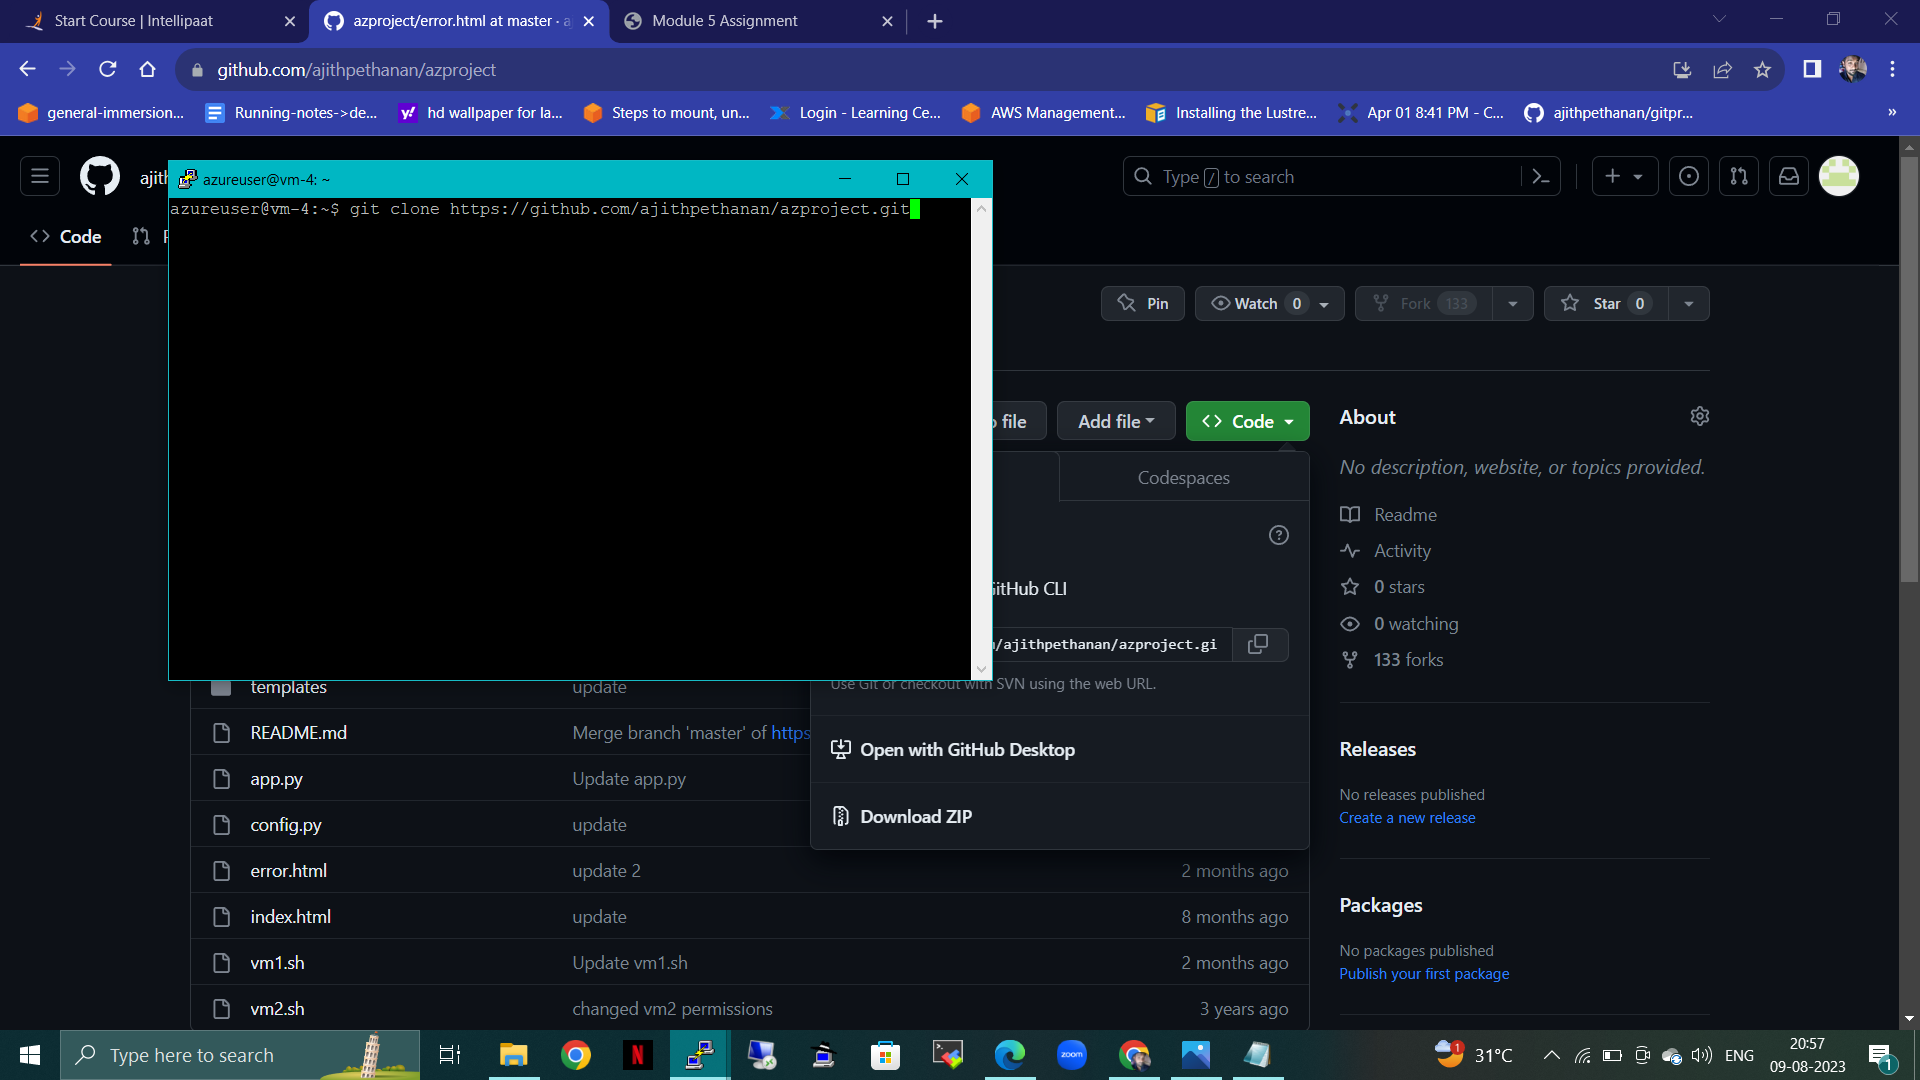 Start Course | Intellipaat
azproject/error.html at master · a
Module 5 Assignment
github.com/ajithpethanan/azproject
general-immersion...
Running-notes->de...
hd wallpaper for la...
Steps to mount, un...
Login - Learning Ce...
AWS Management...
Installing the Lustre...
Apr 01 8:41 PM - C...
ajithpethanan/gitpr...
»
ajith
Type / to search
azureuser@vm-4: ~
azureuser@vm-4:~$ git clone https://github.com/ajithpethanan/azproject.git
Code
Pin
Watch 0
Fork 133
Star 0
file
Add file
Code
Codespaces
GitHub CLI
/ajithpethanan/azproject.gi
Use Git or checkout with SVN using the web URL.
Open with GitHub Desktop
Download ZIP
About
No description, website, or topics provided.
Readme
Activity
0 stars
0 watching
133 forks
Releases
No releases published
Create a new release
Packages
No packages published
Publish your first package
templates update
README.md Merge branch 'master' of https
app.py Update app.py
config.py update
error.html update 2 2 months ago
index.html update 8 months ago
vm1.sh Update vm1.sh 2 months ago
vm2.sh changed vm2 permissions 3 years ago
Type here to search
N
zoom
1
31°C
ENG
20:57
09-08-2023
1